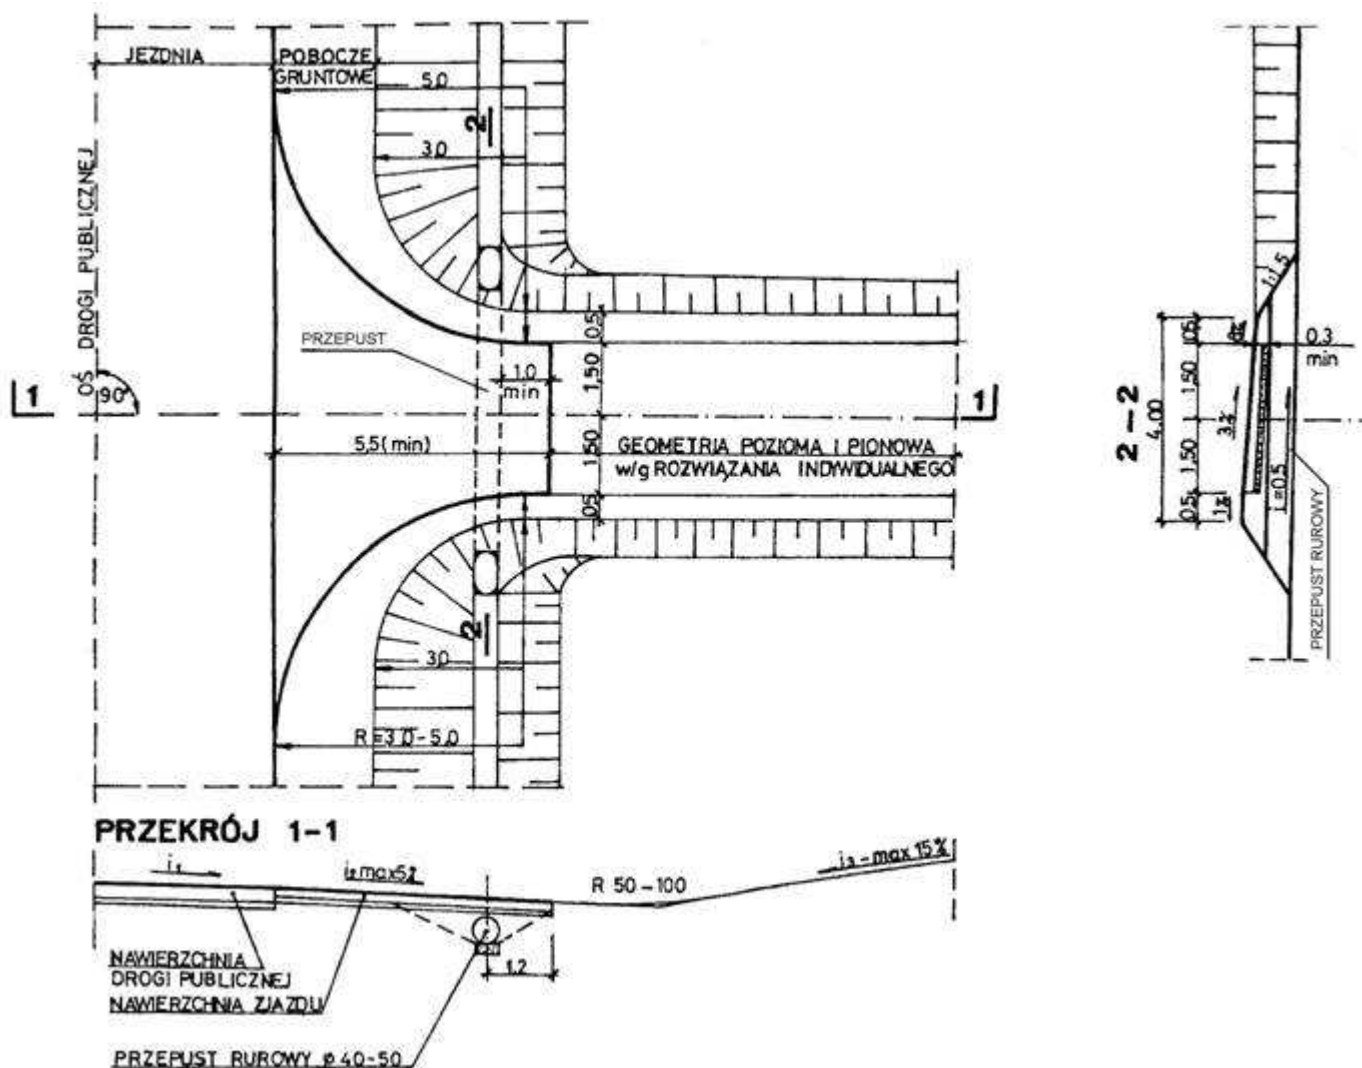 JEZDNIA
POBOCZE
GRUNTOWE
5,0
2
3,0
OŚ DROGI PUBLICZNEJ
PRZEPUST
0,5
1,50
1,0
min
90°
1
1
5,5(min)
1,50
GEOMETRIA POZIOMA I PIONOWA
w/g ROZWIĄZANIA INDYWIDUALNEGO
0,5
2
3,0
R=3,0-5,0
1:1,5
0,3
min
0,5
1,50
4,00
2-2
3%
1,50
0,5
i=0,5
PRZEPUST RUROWY
PRZEKRÓJ 1-1
i₁
i₂ max5%
R 50-100
i₃ - max 15%
NAWIERZCHNIA
DROGI PUBLICZNEJ
NAWIERZCHNIA ZJAZDU
1,2
PRZEPUST RUROWY ø 40-50